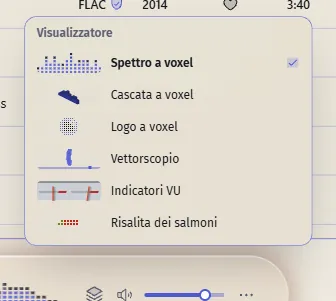 FLAC 2014 3:40
Visualizzatore
Spettro a voxel
Cascata a voxel
s
Logo a voxel
Vettorscopio
Indicatori VU
Risalita dei salmoni